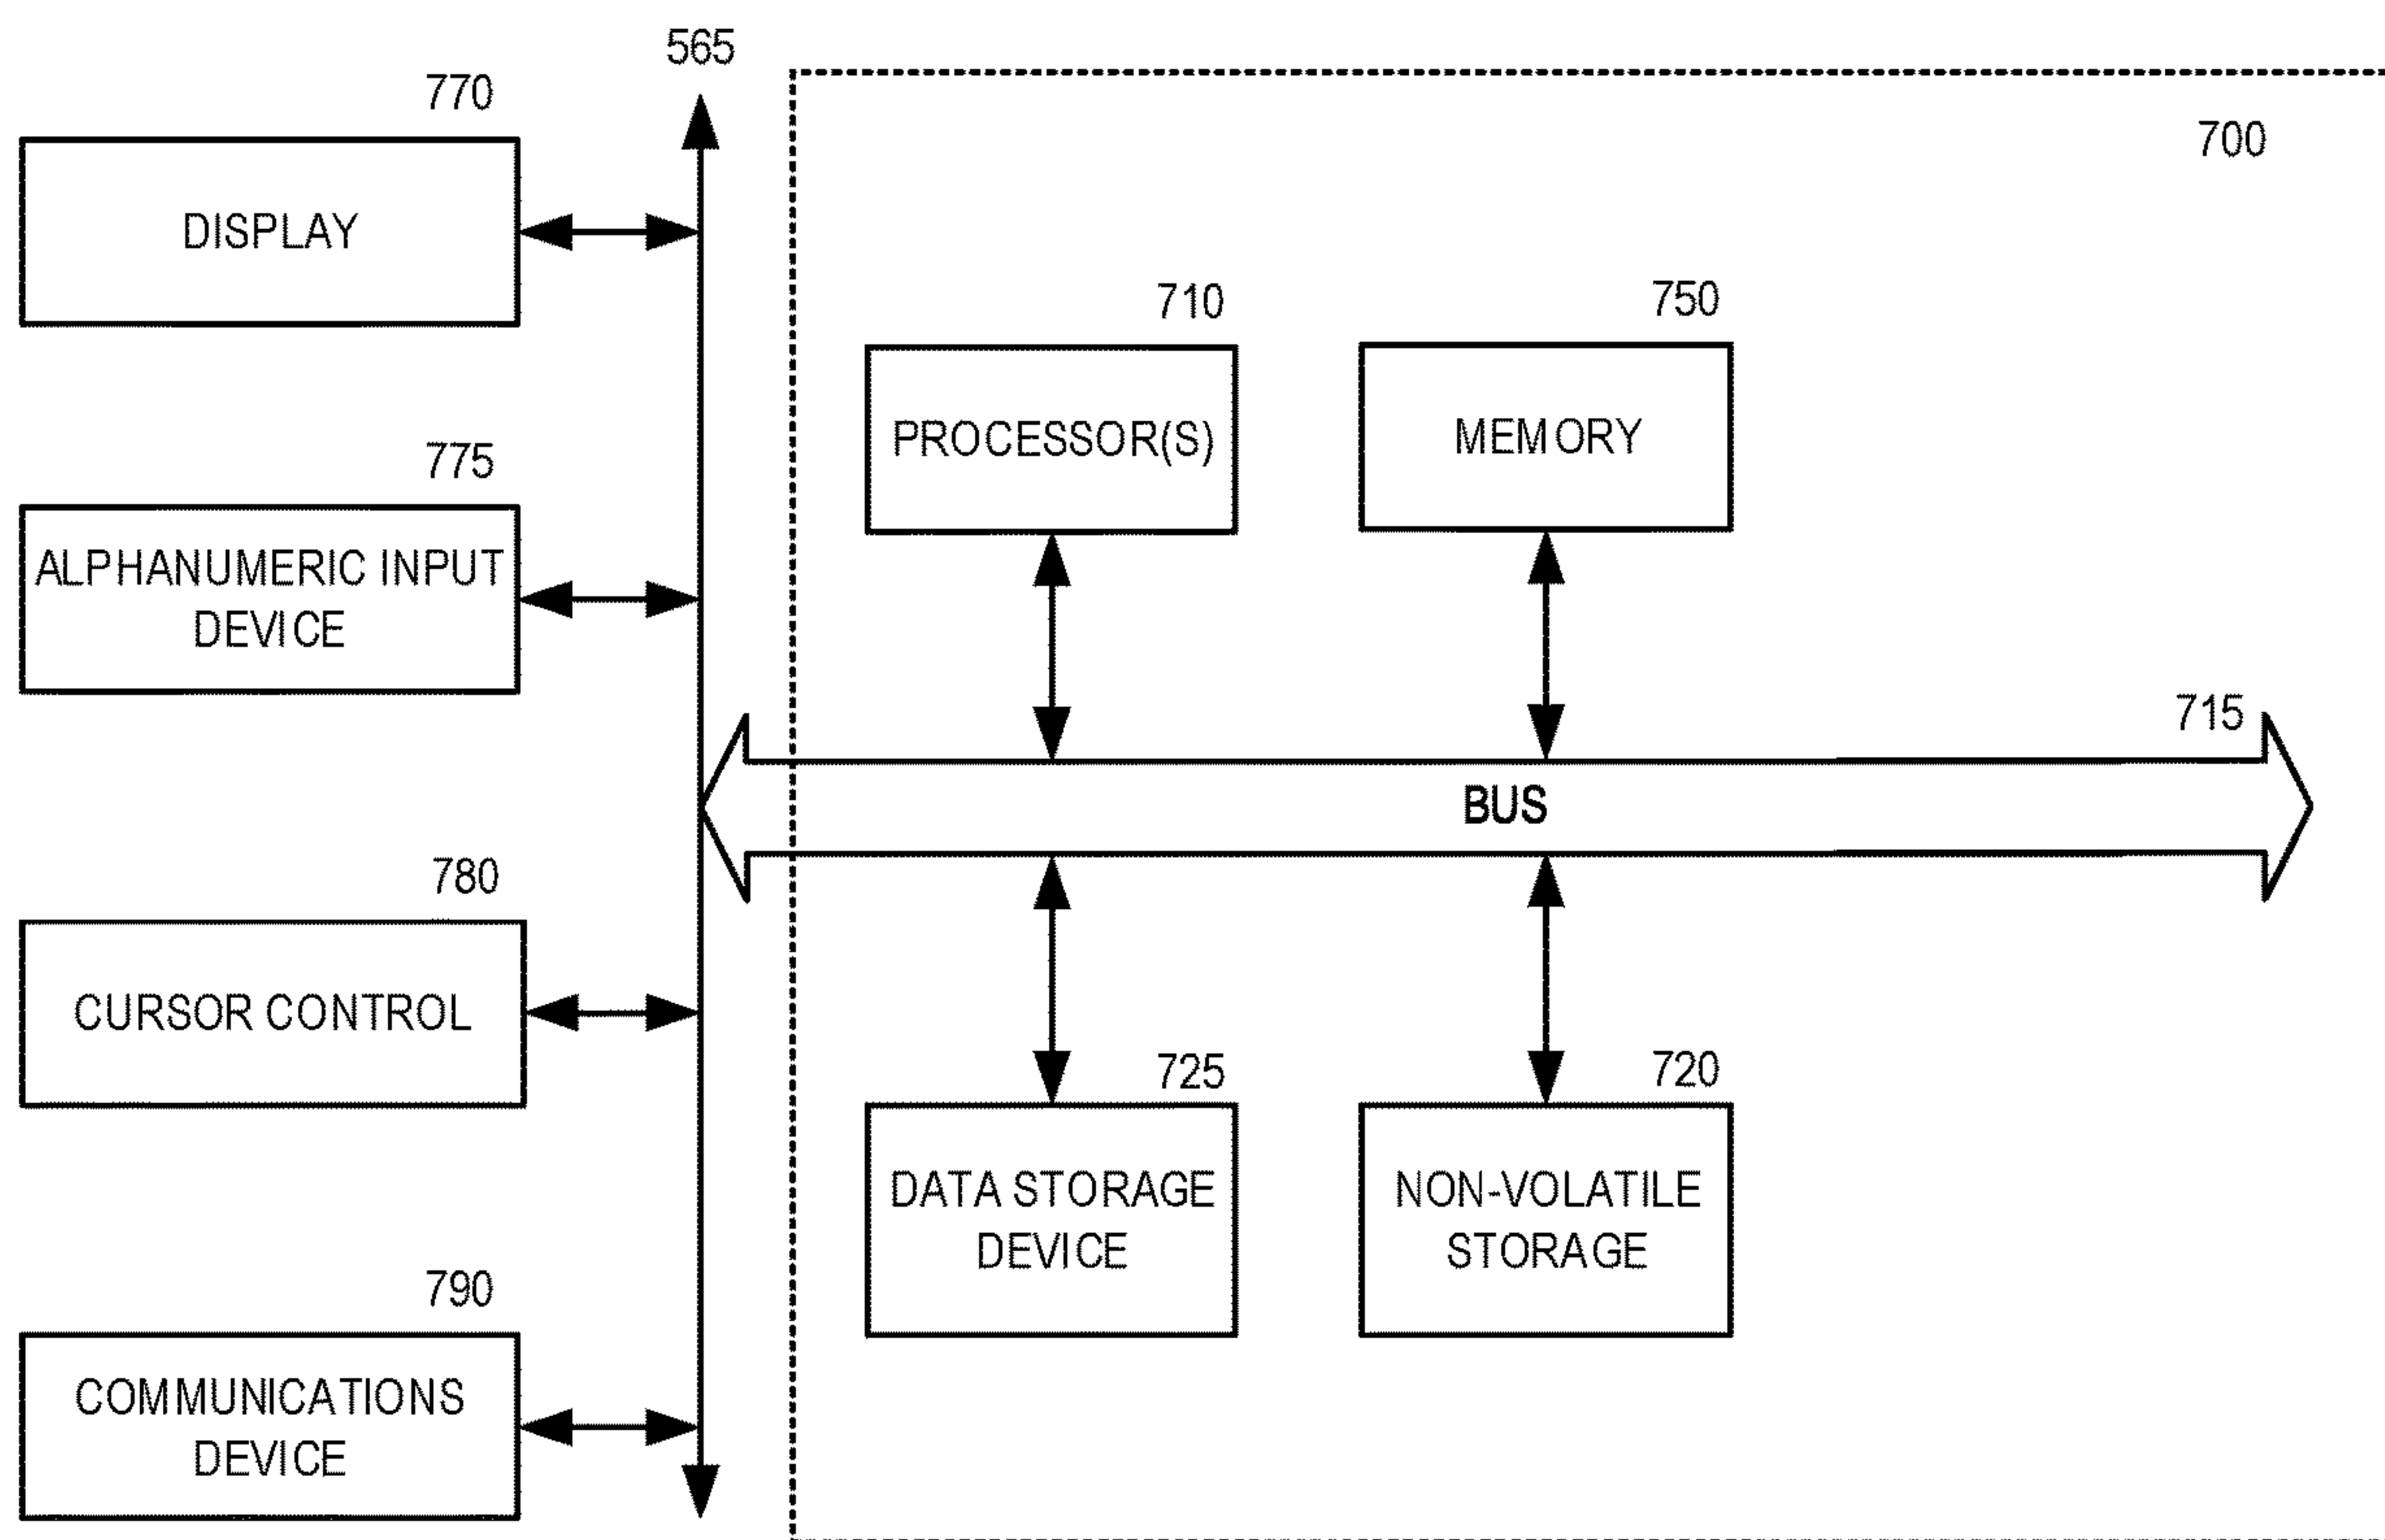 565
770
700
DISPLAY
710
750
775
PROCESSOR(S)
MEMORY
ALPHANUMERIC INPUT
DEVICE
715
BUS
780
CURSOR CONTROL
725
720
DATA STORAGE
DEVICE
NON-VOLATILE
STORAGE
790
COMMUNICATIONS
DEVICE